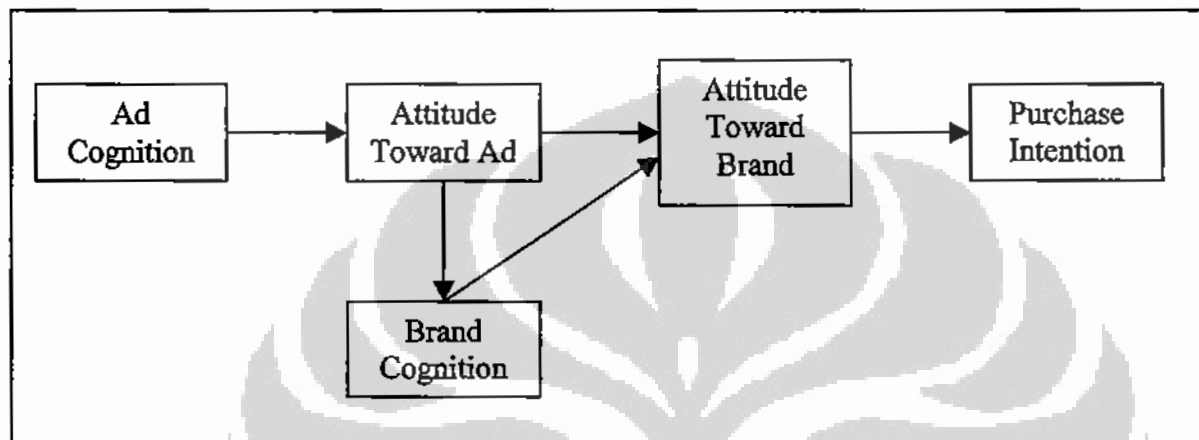 Ad
Cognition
Attitude
Toward Ad
Attitude
Toward
Brand
Purchase
Intention
Brand
Cognition